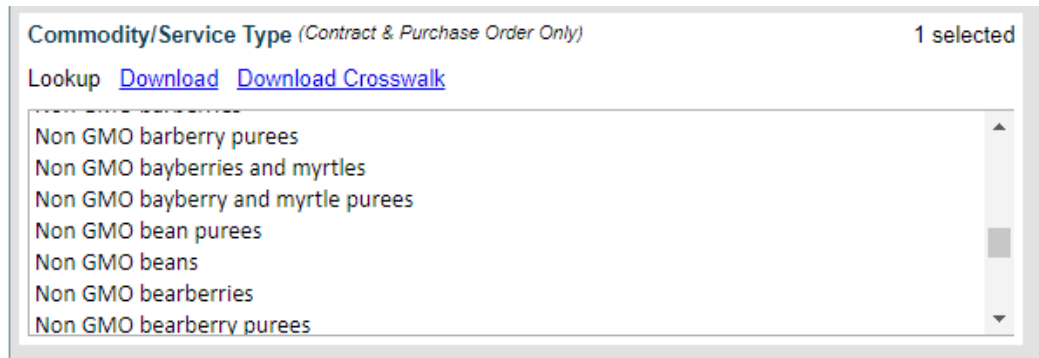 Commodity/Service Type (Contract & Purchase Order Only) 1 selected
Lookup Download Download Crosswalk
Non GMO barberry purees
Non GMO bayberries and myrtles
Non GMO bayberry and myrtle purees
Non GMO bean purees
Non GMO beans
Non GMO bearberries
Non GMO bearberry purees